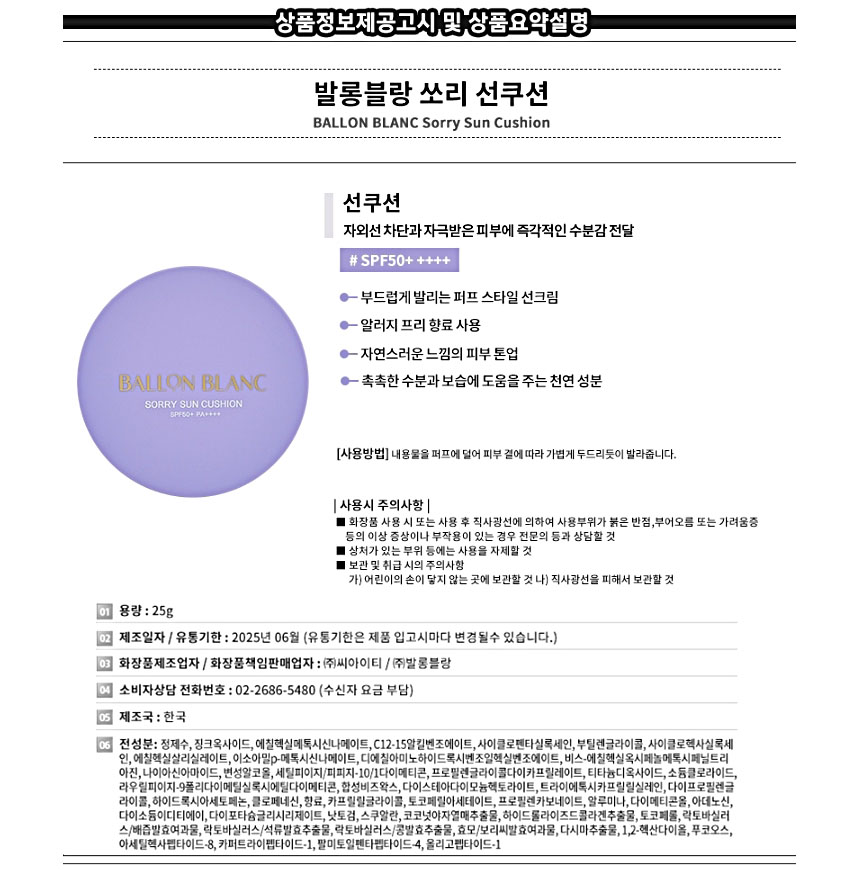 상품정보제공고시 및 상품요약설명
발롱블랑 쏘리 선쿠션
BALLON BLANC Sorry Sun Cushion
선쿠션
자외선 차단과 자극받은 피부에 즉각적인 수분감 전달
# SPF50+ ++++
부드럽게 발리는 퍼프 스타일 선크림
알러지 프리 향료 사용
자연스러운 느낌의 피부 톤업
촉촉한 수분과 보습에 도움을 주는 천연 성분
BALLON BLANC
SORRY SUN CUSHION
SPF50+ PA++++
[사용방법] 내용물을 퍼프에 덜어 피부 결에 따라 가볍게 두드리듯이 발라줍니다.
| 사용시 주의사항 |
■ 화장품 사용 시 또는 사용 후 직사광선에 의하여 사용부위가 붉은 반점,부어오름 또는 가려움증
등의 이상 증상이나 부작용이 있는 경우 전문의 등과 상담할 것
■ 상처가 있는 부위 등에는 사용을 자제할 것
■ 보관 및 취급 시의 주의사항
가) 어린이의 손이 닿지 않는 곳에 보관할 것 나) 직사광선을 피해서 보관할 것
01 용량 : 25g
02 제조일자 / 유통기한 : 2025년 06월 (유통기한은 제품 입고시마다 변경될수 있습니다.)
03 화장품제조업자 / 화장품책임판매업자 : ㈜씨아이티 / ㈜발롱블랑
04 소비자상담 전화번호 : 02-2686-5480 (수신자 요금 부담)
05 제조국 : 한국
06 전성분: 정제수, 징크옥사이드, 에칠헥실메톡시신나메이트, C12-15알킬벤조에이트, 사이클로펜타실록세인, 부틸렌글라이콜, 사이클로헥사실록세
인, 에칠헥실살리실레이트, 이소아밀p-메톡시신나메이트, 디에칠아미노하이드록시벤조일헥실벤조에이트, 비스-에칠헥실옥시페놀메톡시페닐트리
아진, 나이아신아마이드, 변성알코올, 세틸피이지/피피지-10/1다이메티콘, 프로필렌글라이콜다이카프릴레이트, 티타늄디옥사이드, 소듐클로라이드,
라우릴피이지-9폴리다이메틸실록시에틸다이메티콘, 합성비즈왁스, 다이스테아다이모늄헥토라이트, 트라이에톡시카프릴릴실레인, 다이프로필렌글
라이콜, 하이드록시아세토페논, 클로페네신, 향료, 카프릴릴글라이콜, 토코페릴아세테이트, 프로필렌카보네이트, 알루미나, 다이메티콘올, 아데노신,
다이소듐이디티에이, 다이포타슘글리시리제이트, 낫토검, 스쿠알란, 코코넛야자열매추출물, 하이드롤라이즈드콜라겐추출물, 토코페롤, 락토바실러
스/배즙발효여과물, 락토바실러스/석류발효추출물, 락토바실러스/콩발효추출물, 효모/보리씨발효여과물, 다시마추출물, 1,2-헥산다이올, 푸코오스,
아세틸헥사펩타이드-8, 카퍼트라이펩타이드-1, 팔미토일펜타펩타이드-4, 올리고펩타이드-1